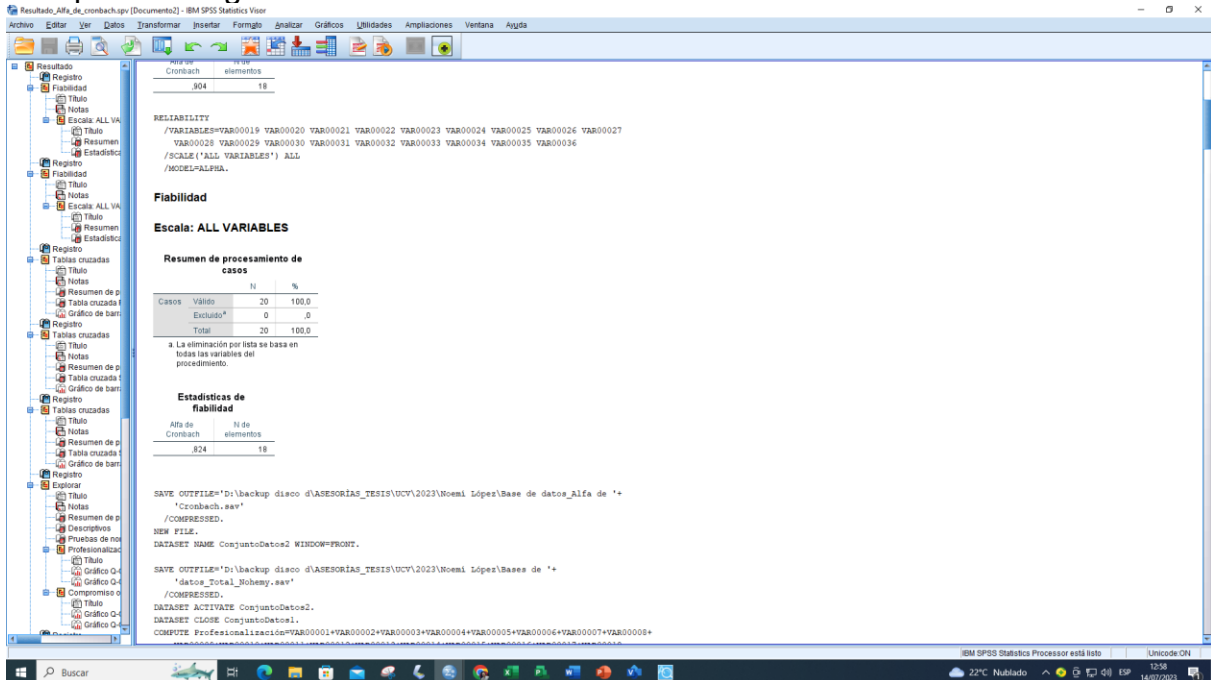 Resultado_Alfa_de_cronbach.spv [Documento2] - IBM SPSS Statistics Visor
Archivo Editar Ver Datos Transformar Insertar Formato Analizar Gráficos Utilidades Ampliaciones Ventana Ayuda
Resultado
Registro
Fiabilidad
Título
Notas
Escala: ALL VA
Título
Resumen
Estadística
Registro
Fiabilidad
Título
Notas
Escala: ALL VA
Título
Resumen
Estadística
Registro
Tablas cruzadas
Título
Notas
Resumen de p
Tabla cruzada
Gráfico de barr
Registro
Tablas cruzadas
Título
Notas
Resumen de p
Tabla cruzada
Gráfico de barr
Registro
Tablas cruzadas
Título
Notas
Resumen de p
Tabla cruzada
Gráfico de barr
Registro
Explorar
Título
Notas
Resumen de p
Descriptivos
Pruebas de nor
Profesionalizac
Título
Gráfico Q-
Gráfico Q-
Compromiso o
Título
Gráfico Q-
Gráfico Q-
Alfa de Cronbach N de elementos
,904 18
RELIABILITY
/VARIABLES=VAR00019 VAR00020 VAR00021 VAR00022 VAR00023 VAR00024 VAR00025 VAR00026 VAR00027
VAR00028 VAR00029 VAR00030 VAR00031 VAR00032 VAR00033 VAR00034 VAR00035 VAR00036
/SCALE('ALL VARIABLES') ALL
/MODEL=ALPHA.
Fiabilidad
Escala: ALL VARIABLES
Resumen de procesamiento de
casos
N %
Casos Válido 20 100,0
Excluidoª 0 ,0
Total 20 100,0
a. La eliminación por lista se basa en
todas las variables del
procedimiento.
Estadísticas de
fiabilidad
Alfa de N de
Cronbach elementos
,824 18
SAVE OUTFILE='D:\backup disco d\ASESORÍAS_TESIS\UCV\2023\Noemi López\Base de datos_Alfa de '+
'Cronbach.sav'
/COMPRESSED.
NEW FILE.
DATASET NAME ConjuntoDatos2 WINDOW=FRONT.
SAVE OUTFILE='D:\backup disco d\ASESORÍAS_TESIS\UCV\2023\Noemi López\Bases de '+
'datos_Total_Nohemy.sav'
/COMPRESSED.
DATASET ACTIVATE ConjuntoDatos2.
DATASET CLOSE ConjuntoDatos1.
COMPUTE Profesionalización=VAR00001+VAR00002+VAR00003+VAR00004+VAR00005+VAR00006+VAR00007+VAR00008+
IBM SPSS Statistics Processor está listo Unicode:ON
Buscar
22°C Nublado
ESP
12:58
14/07/2023